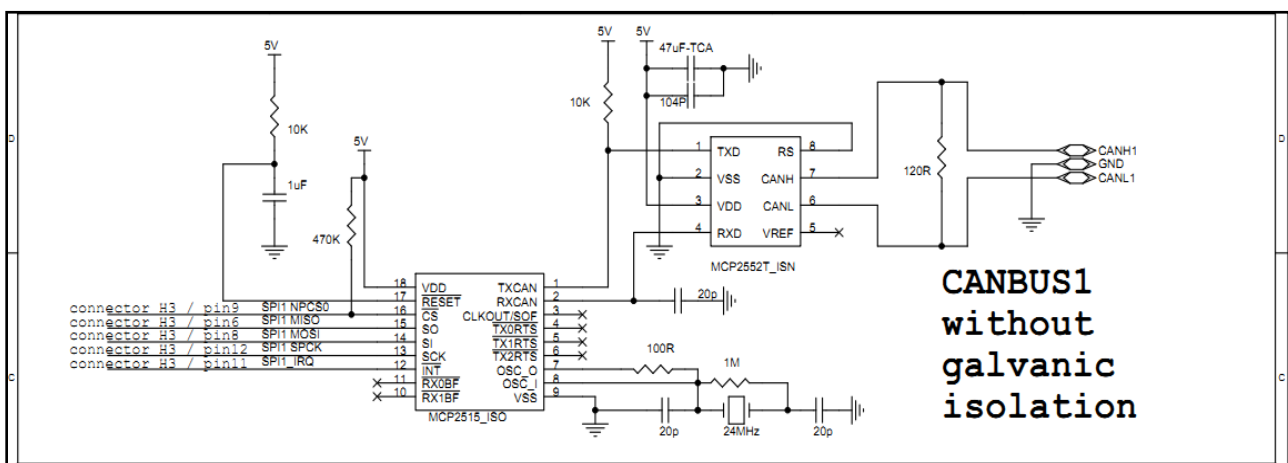 5V
10K
1uF
5V
470K
5V
10K
5V
47uF-TCA
104P
1 TXD RS 8
2 VSS CANH 7
3 VDD CANL 6
4 RXD VREF 5
MCP2552T_ISN
120R
CANH1
GND
CANL1
D
D
18 VDD TXCAN 1
17 RESET RXCAN 2
16 CS CLKOUT/SOF 3
15 SO TX0RTS 4
14 SI TX1RTS 5
13 SCK TX2RTS 6
12 INT OSC_O 7
11 RX0BF OSC_I 8
10 RX1BF VSS 9
MCP2515_ISO
connector H3 / pin9 SPI1 NPCS0
connector H3 / pin6 SPI1 MISO
connector H3 / pin8 SPI1 MOSI
connector H3 / pin12 SPI1 SPCK
connector H3 / pin11 SPI1_IRQ
20p
100R
1M
20p
24MHz
20p
C
C
CANBUS1
without
galvanic
isolation